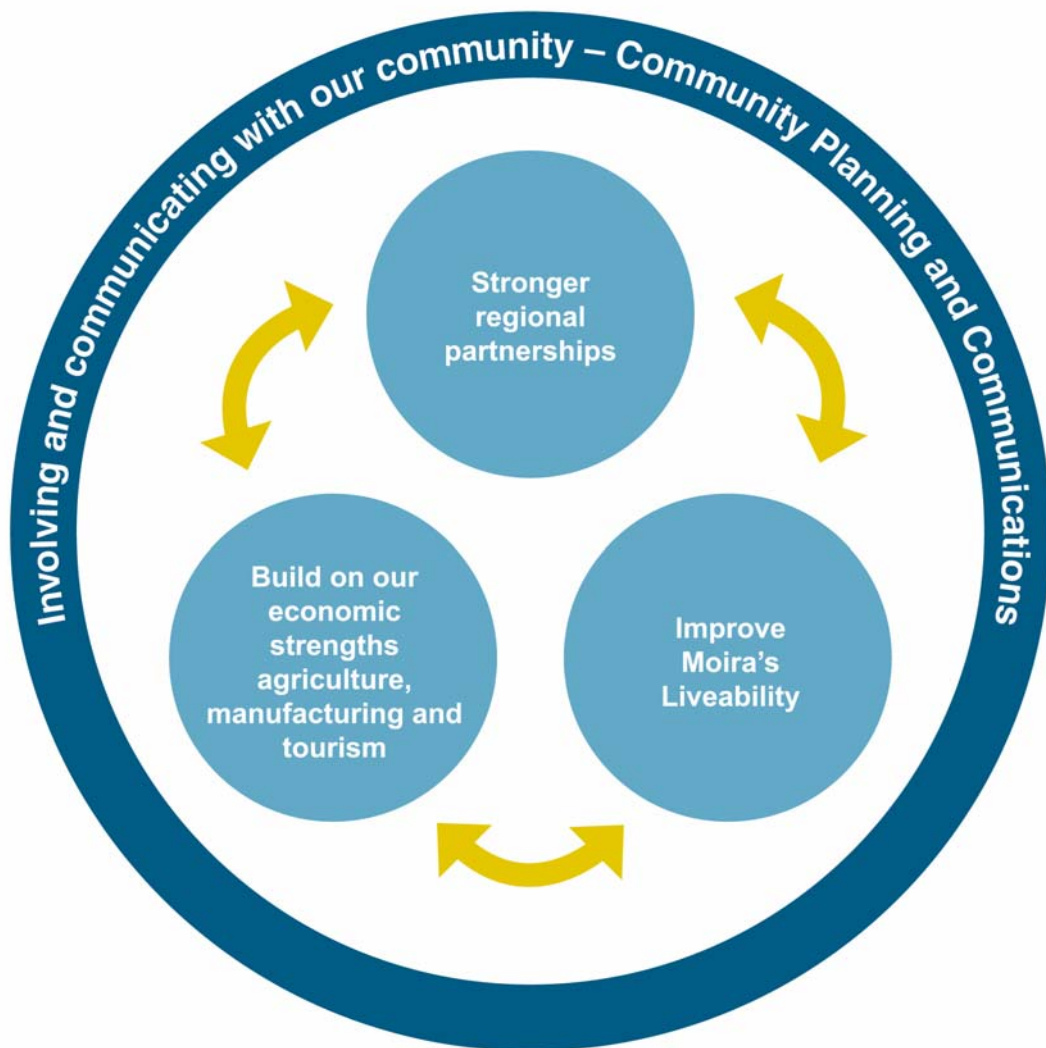 Involving and communicating with our community – Community Planning and Communications
Stronger
regional
partnerships
Build on our
economic
strengths
agriculture,
manufacturing and
tourism
Improve
Moira’s
Liveability